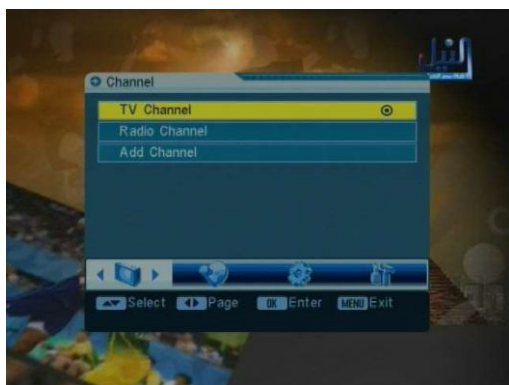 النيل
Channel
TV Channel
Radio Channel
Add Channel
Select Page OK Enter MENU Exit